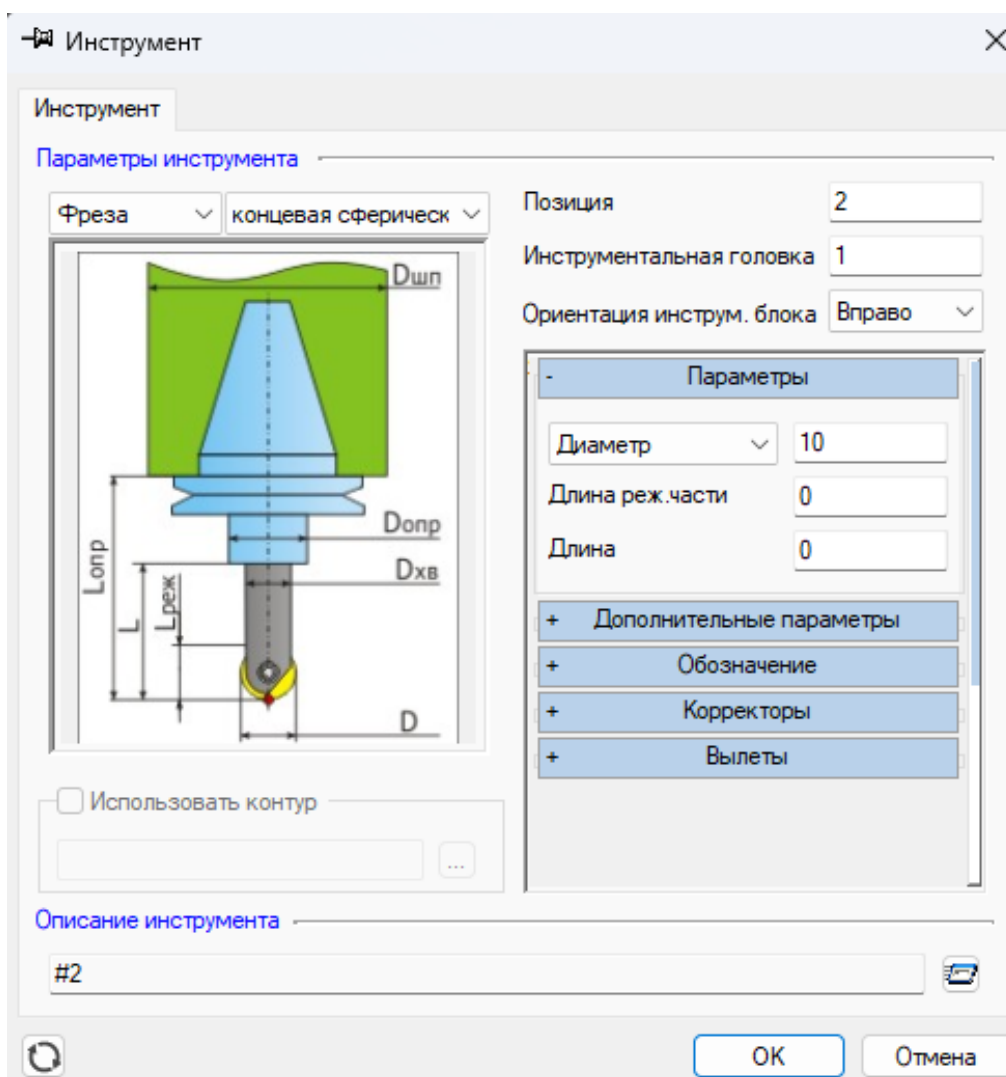 Инструмент
Инструмент
Параметры инструмента
Фреза
концевая сферическ
Позиция
2
Инструментальная головка
1
Ориентация инструм. блока
Вправо
Dшп
Dопр
Dхв
Lопр
L
Lреж
D
- Параметры
Диаметр
10
Длина реж.части
0
Длина
0
+ Дополнительные параметры
+ Обозначение
+ Корректоры
+ Вылеты
Использовать контур
...
Описание инструмента
#2
OK
Отмена